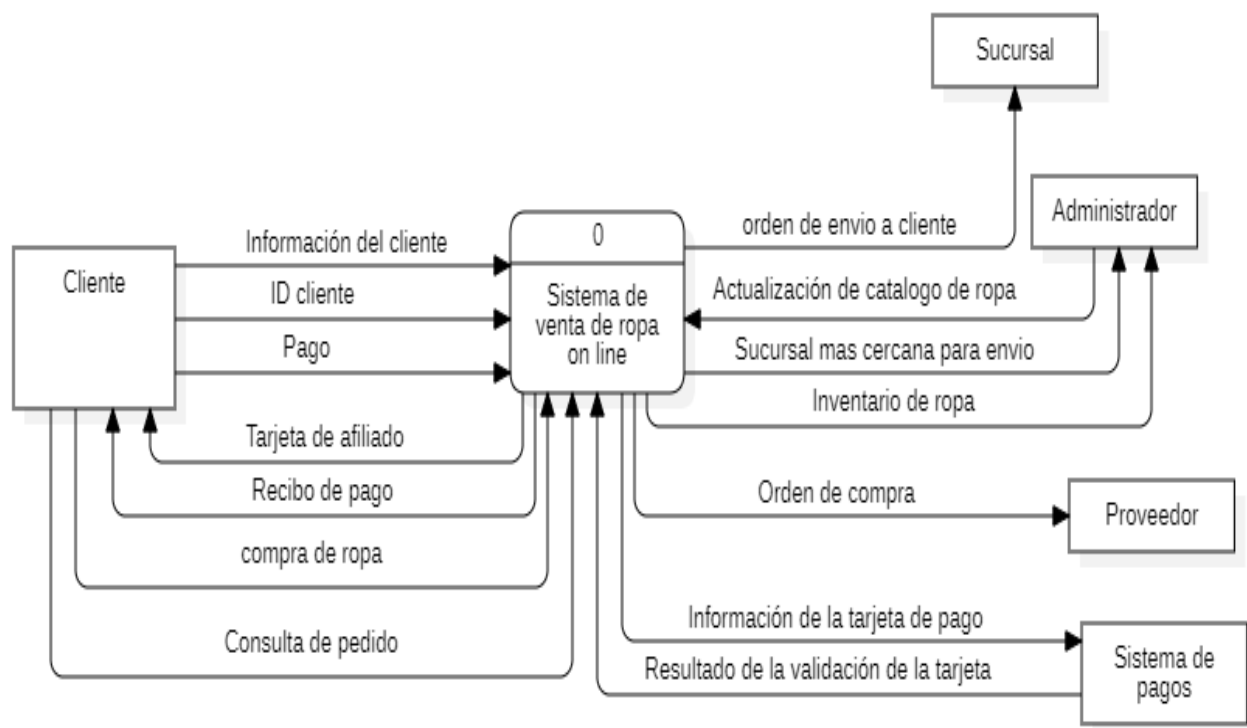 Sucursal
Administrador
orden de envio a cliente
0
Información del cliente
Cliente
ID cliente
Sistema de
venta de ropa
on line
Actualización de catalogo de ropa
Pago
Sucursal mas cercana para envio
Inventario de ropa
Tarjeta de afiliado
Recibo de pago
Orden de compra
Proveedor
compra de ropa
Información de la tarjeta de pago
Consulta de pedido
Resultado de la validación de la tarjeta
Sistema de
pagos